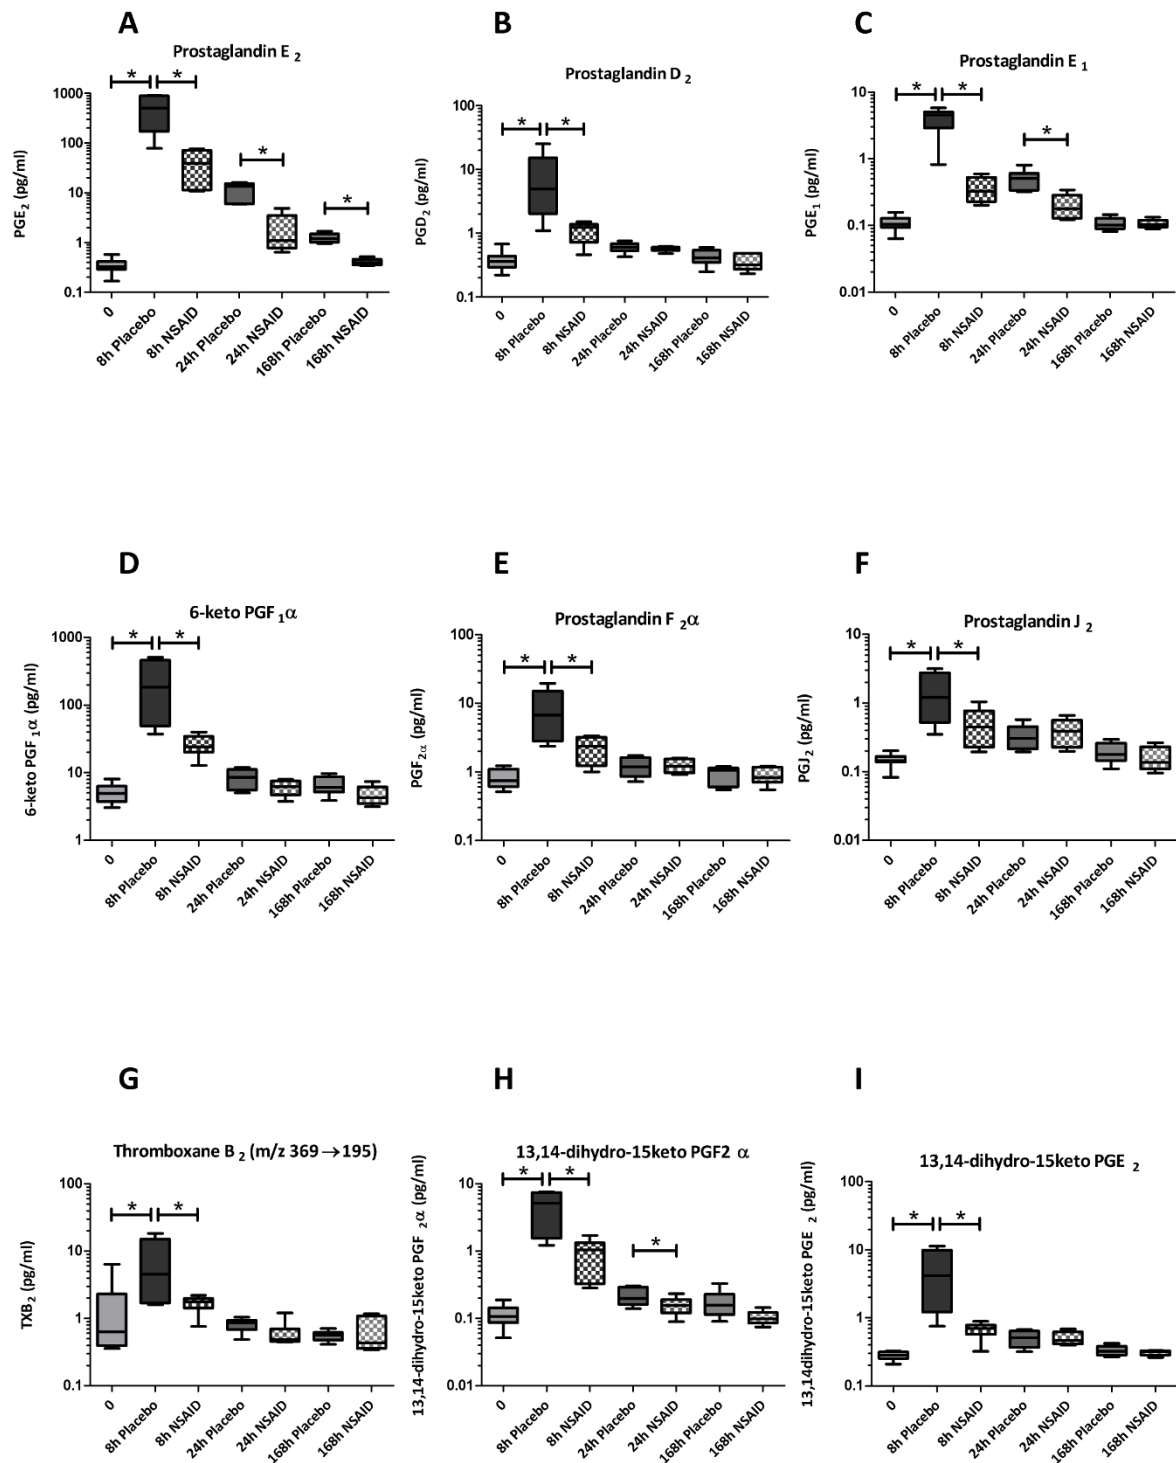 A
Prostaglandin E 2
PGE2 (pg/ml)
1000
100
10
1
0.1
* * * *
0
8h Placebo
8h NSAID
24h Placebo
24h NSAID
168h Placebo
168h NSAID
B
Prostaglandin D 2
PGD2 (pg/ml)
100
10
1
0.1
* *
0
8h Placebo
8h NSAID
24h Placebo
24h NSAID
168h Placebo
168h NSAID
C
Prostaglandin E 1
PGE1 (pg/ml)
10
1
0.1
0.01
* * *
0
8h Placebo
8h NSAID
24h Placebo
24h NSAID
168h Placebo
168h NSAID
D
6-keto PGF 1α
6-keto PGF 1α (pg/ml)
1000
100
10
1
* *
0
8h Placebo
8h NSAID
24h Placebo
24h NSAID
168h Placebo
168h NSAID
E
Prostaglandin F 2α
PGF2α (pg/ml)
100
10
1
0.1
* *
0
8h Placebo
8h NSAID
24h Placebo
24h NSAID
168h Placebo
168h NSAID
F
Prostaglandin J 2
PGJ2 (pg/ml)
10
1
0.1
0.01
* *
0
8h Placebo
8h NSAID
24h Placebo
24h NSAID
168h Placebo
168h NSAID
G
Thromboxane B 2 (m/z 369 → 195)
TXB2 (pg/ml)
100
10
1
0.1
* *
0
8h Placebo
8h NSAID
24h Placebo
24h NSAID
168h Placebo
168h NSAID
H
13,14-dihydro-15keto PGF2 α
13,14-dihydro-15keto PGF 2α (pg/ml)
10
1
0.1
0.01
* * *
0
8h Placebo
8h NSAID
24h Placebo
24h NSAID
168h Placebo
168h NSAID
I
13,14-dihydro-15keto PGE 2
13,14dihydro-15keto PGE 2 (pg/ml)
100
10
1
0.1
* *
0
8h Placebo
8h NSAID
24h Placebo
24h NSAID
168h Placebo
168h NSAID